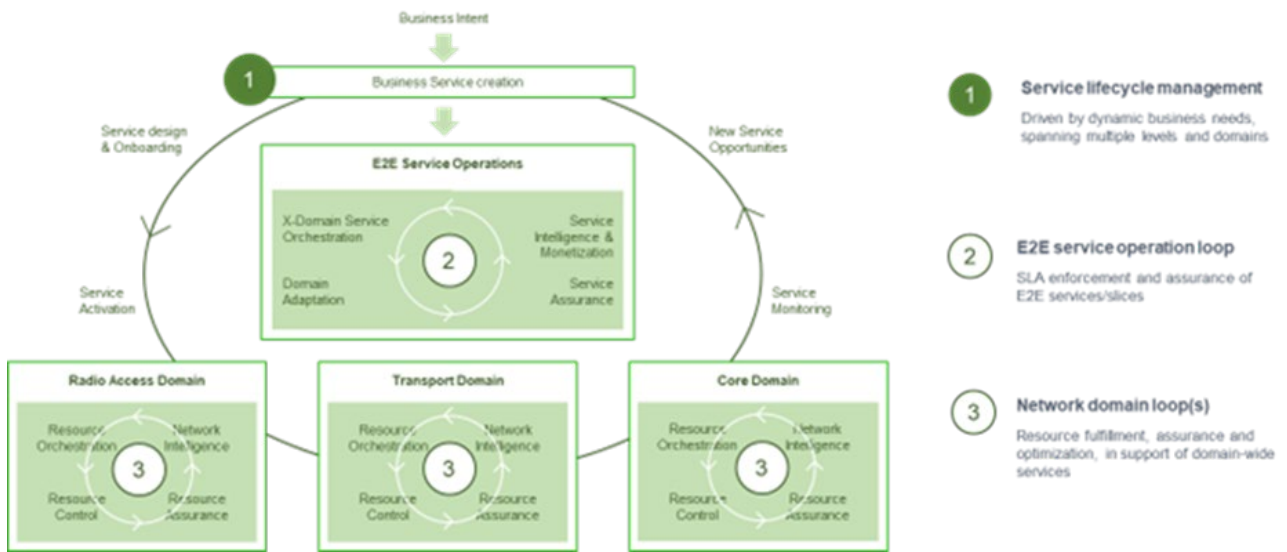 Business Intent
1
Business Service creation
Service design
& Onboarding
New Service
Opportunities
E2E Service Operations
X-Domain Service
Orchestration
Service
Intelligence &
Monetization
2
Domain
Adaptation
Service
Assurance
Service
Activation
Service
Monitoring
Radio Access Domain
Resource
Orchestration
Network
Intelligence
3
Resource
Control
Resource
Assurance
Transport Domain
Resource
Orchestration
Network
Intelligence
3
Resource
Control
Resource
Assurance
Core Domain
Resource
Orchestration
Network
Intelligence
3
Resource
Control
Resource
Assurance
1
Service lifecycle management
Driven by dynamic business needs,
spanning multiple levels and domains
2
E2E service operation loop
SLA enforcement and assurance of
E2E services/slices
3
Network domain loop(s)
Resource fulfillment, assurance and
optimization, in support of domain-wide
services